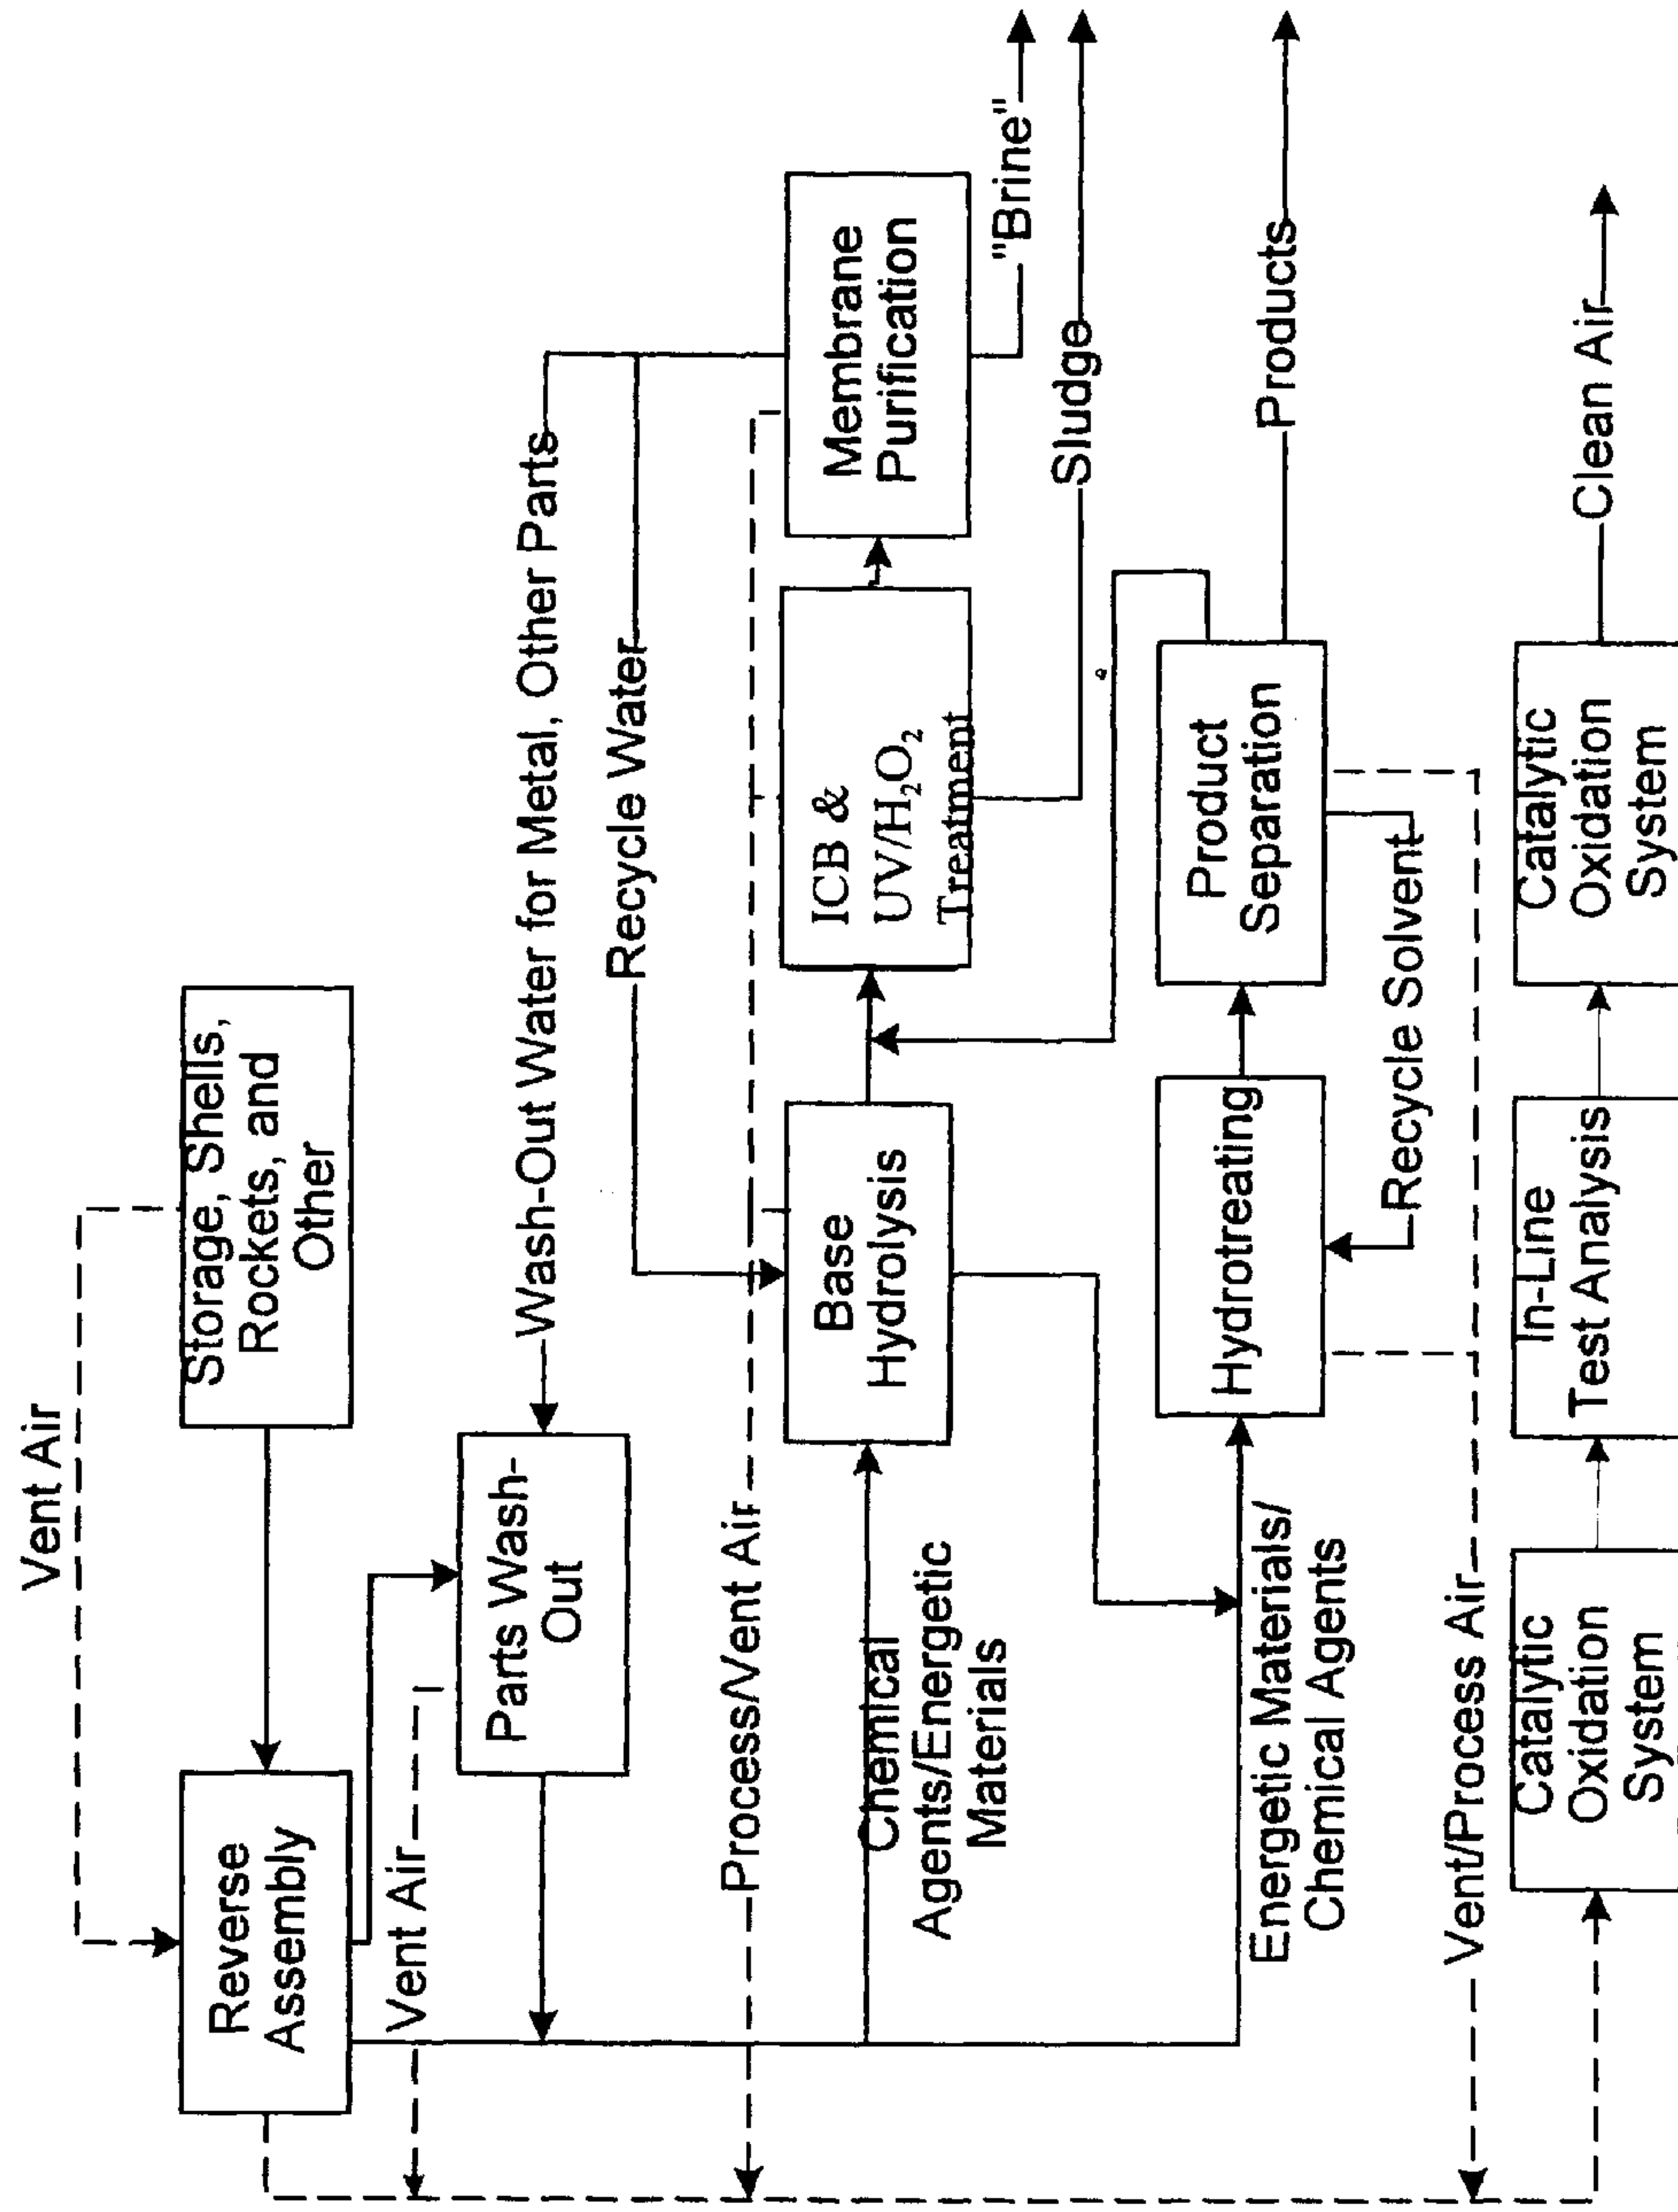 Vent Air
Storage, Shells,
Rockets, and
Other
Reverse
Assembly
Vent Air
Parts Wash-
Out
Wash-Out Water for Metal, Other Parts
Recycle Water
Process/Vent Air
Chemical
Agents/Energetic
Materials
Base
Hydrolysis
ICB &
UV/H₂O₂
Treatment
Membrane
Purification
"Brine"
Sludge
Energetic Materials/
Chemical Agents
Hydrotreating
Product
Separation
Products
Recycle Solvent
Vent/Process Air
Catalytic
Oxidation
System
In-Line
Test Analysis
Catalytic
Oxidation
System
Clean Air